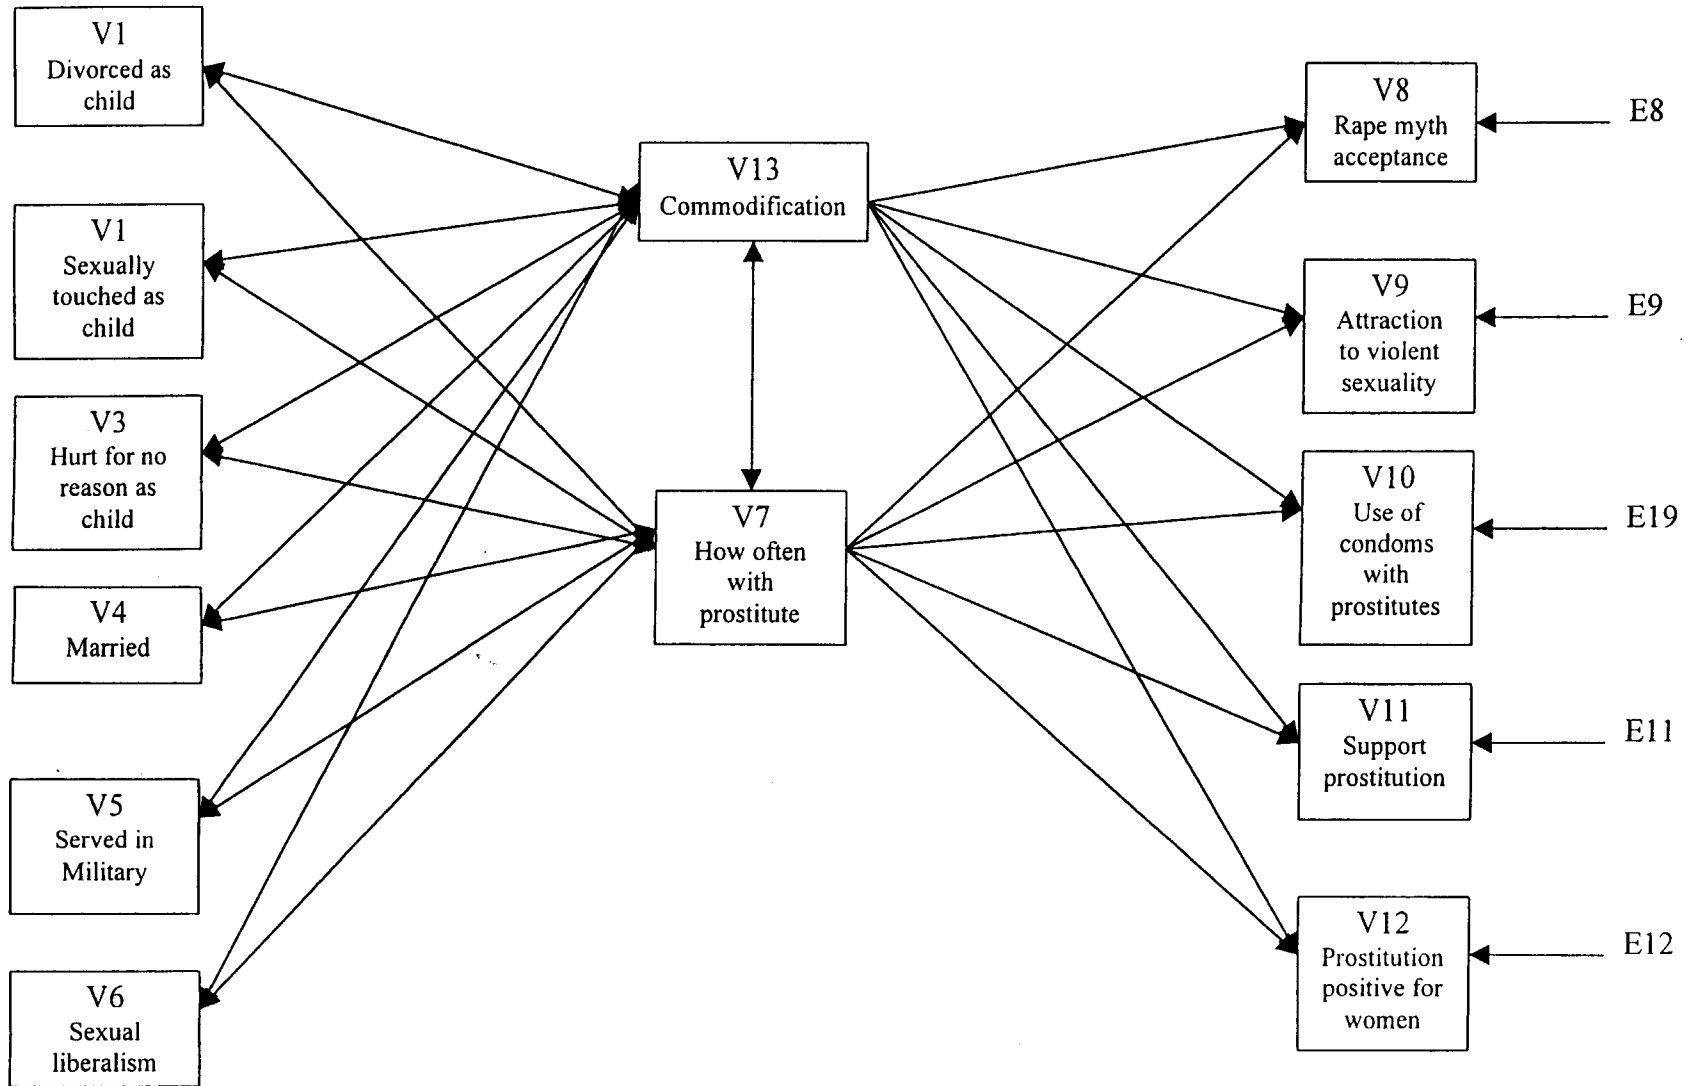 V1
Divorced as
child
V1
Sexually
touched as
child
V3
Hurt for no
reason as
child
V4
Married
V5
Served in
Military
V6
Sexual
liberalism
V13
Commodification
V7
How often
with
prostitute
V8
Rape myth
acceptance
E8
V9
Attraction
to violent
sexuality
E9
V10
Use of
condoms
with
prostitutes
E19
V11
Support
prostitution
E11
V12
Prostitution
positive for
women
E12